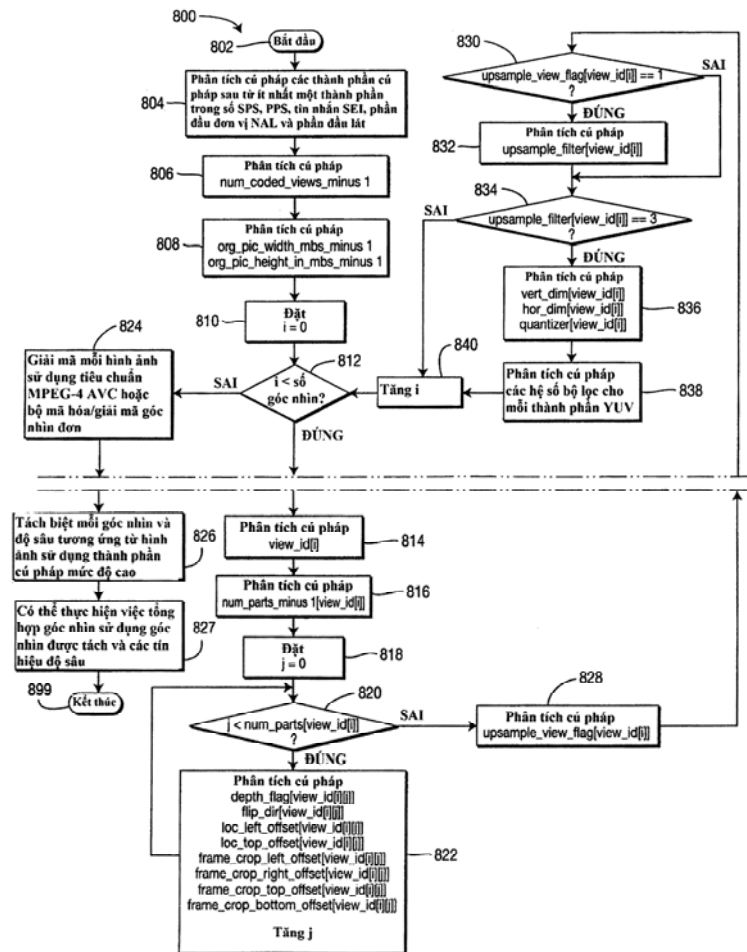 800
802
Bắt đầu
804
Phân tích cú pháp các thành phần cú
pháp sau từ ít nhất một thành phần
trong số SPS, PPS, tin nhắn SEI, phần
đầu đơn vị NAL và phần đầu lát
806
Phân tích cú pháp
num_coded_views_minus 1
808
Phân tích cú pháp
org_pic_width_mbs_minus 1
org_pic_height_in_mbs_minus 1
810
Đặt
i = 0
812
i < số
góc nhìn?
SAI
ĐÚNG
824
Giải mã mỗi hình ảnh
sử dụng tiêu chuẩn
MPEG-4 AVC hoặc
bộ mã hóa/giải mã góc
nhìn đơn
830
upsample_view_flag[view_id[i]] == 1
?
SAI
ĐÚNG
832
Phân tích cú pháp
upsample_filter[view_id[i]]
834
SAI
upsample_filter[view_id[i]] == 3
?
ĐÚNG
Phân tích cú pháp
vert_dim[view_id[i]]
hor_dim[view_id[i]]
quantizer[view_id[i]]
836
840
Tăng i
Phân tích cú pháp
các hệ số bộ lọc cho
mỗi thành phần YUV
838
Tách biệt mỗi góc nhìn và
độ sâu tương ứng từ hình
ảnh sử dụng thành phần
cú pháp mức độ cao
826
Có thể thực hiện việc tổng
hợp góc nhìn sử dụng góc
nhìn được tách và các tín
hiệu độ sâu
827
899
Kết thúc
Phân tích cú pháp
view_id[i]
814
Phân tích cú pháp
num_parts_minus 1[view_id[i]]
816
Đặt
j = 0
818
820
j < num_parts[view_id[i]]
?
SAI
ĐÚNG
828
Phân tích cú pháp
upsample_view_flag[view_id[i]]
Phân tích cú pháp
depth_flag[view_id[i][j]]
flip_dir[view_id[i][j]]
loc_left_offset[view_id[i][j]]
loc_top_offset[view_id[i][j]]
frame_crop_left_offset[view_id[i][j]]
frame_crop_right_offset[view_id[i][j]]
frame_crop_top_offset[view_id[i][j]]
frame_crop_bottom_offset[view_id[i][j]]
Tăng j
822